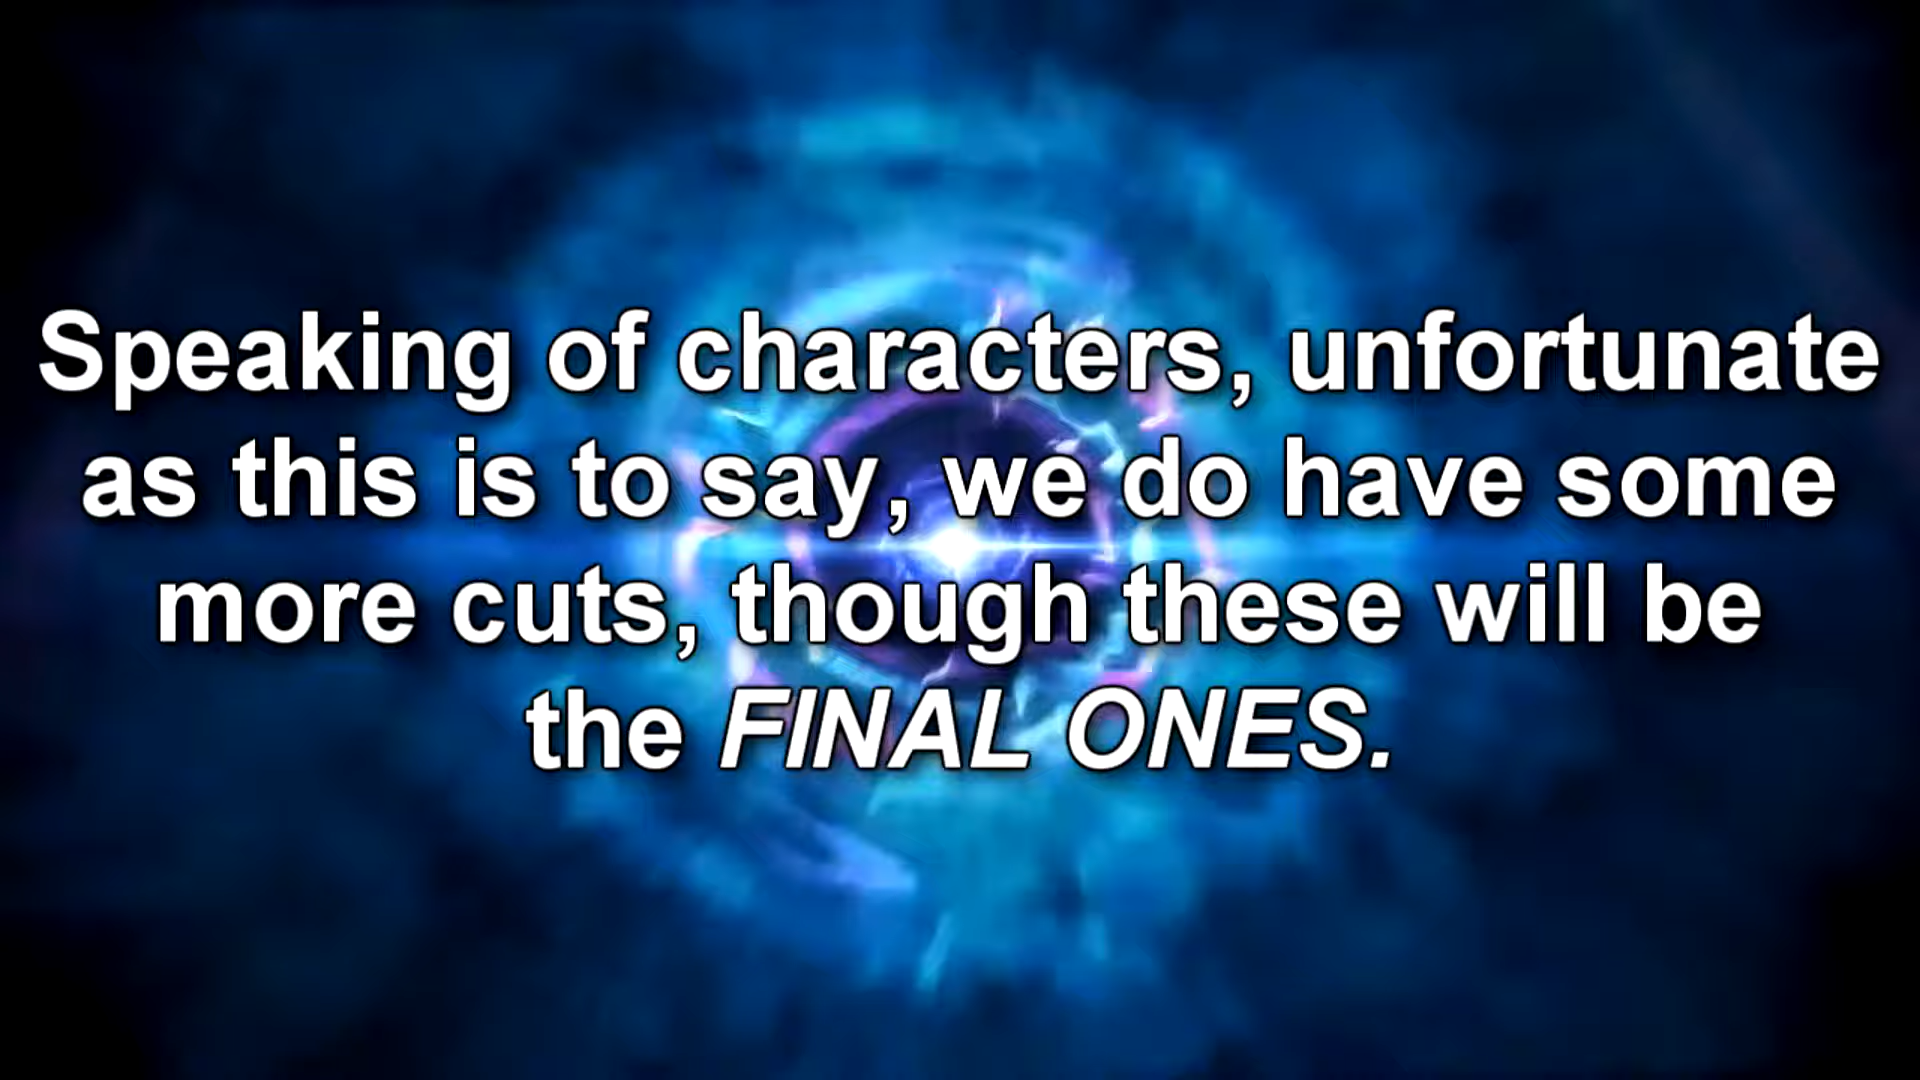 Speaking of characters, unfortunate
as this is to say, we do have some
more cuts, though these will be
the FINAL ONES.